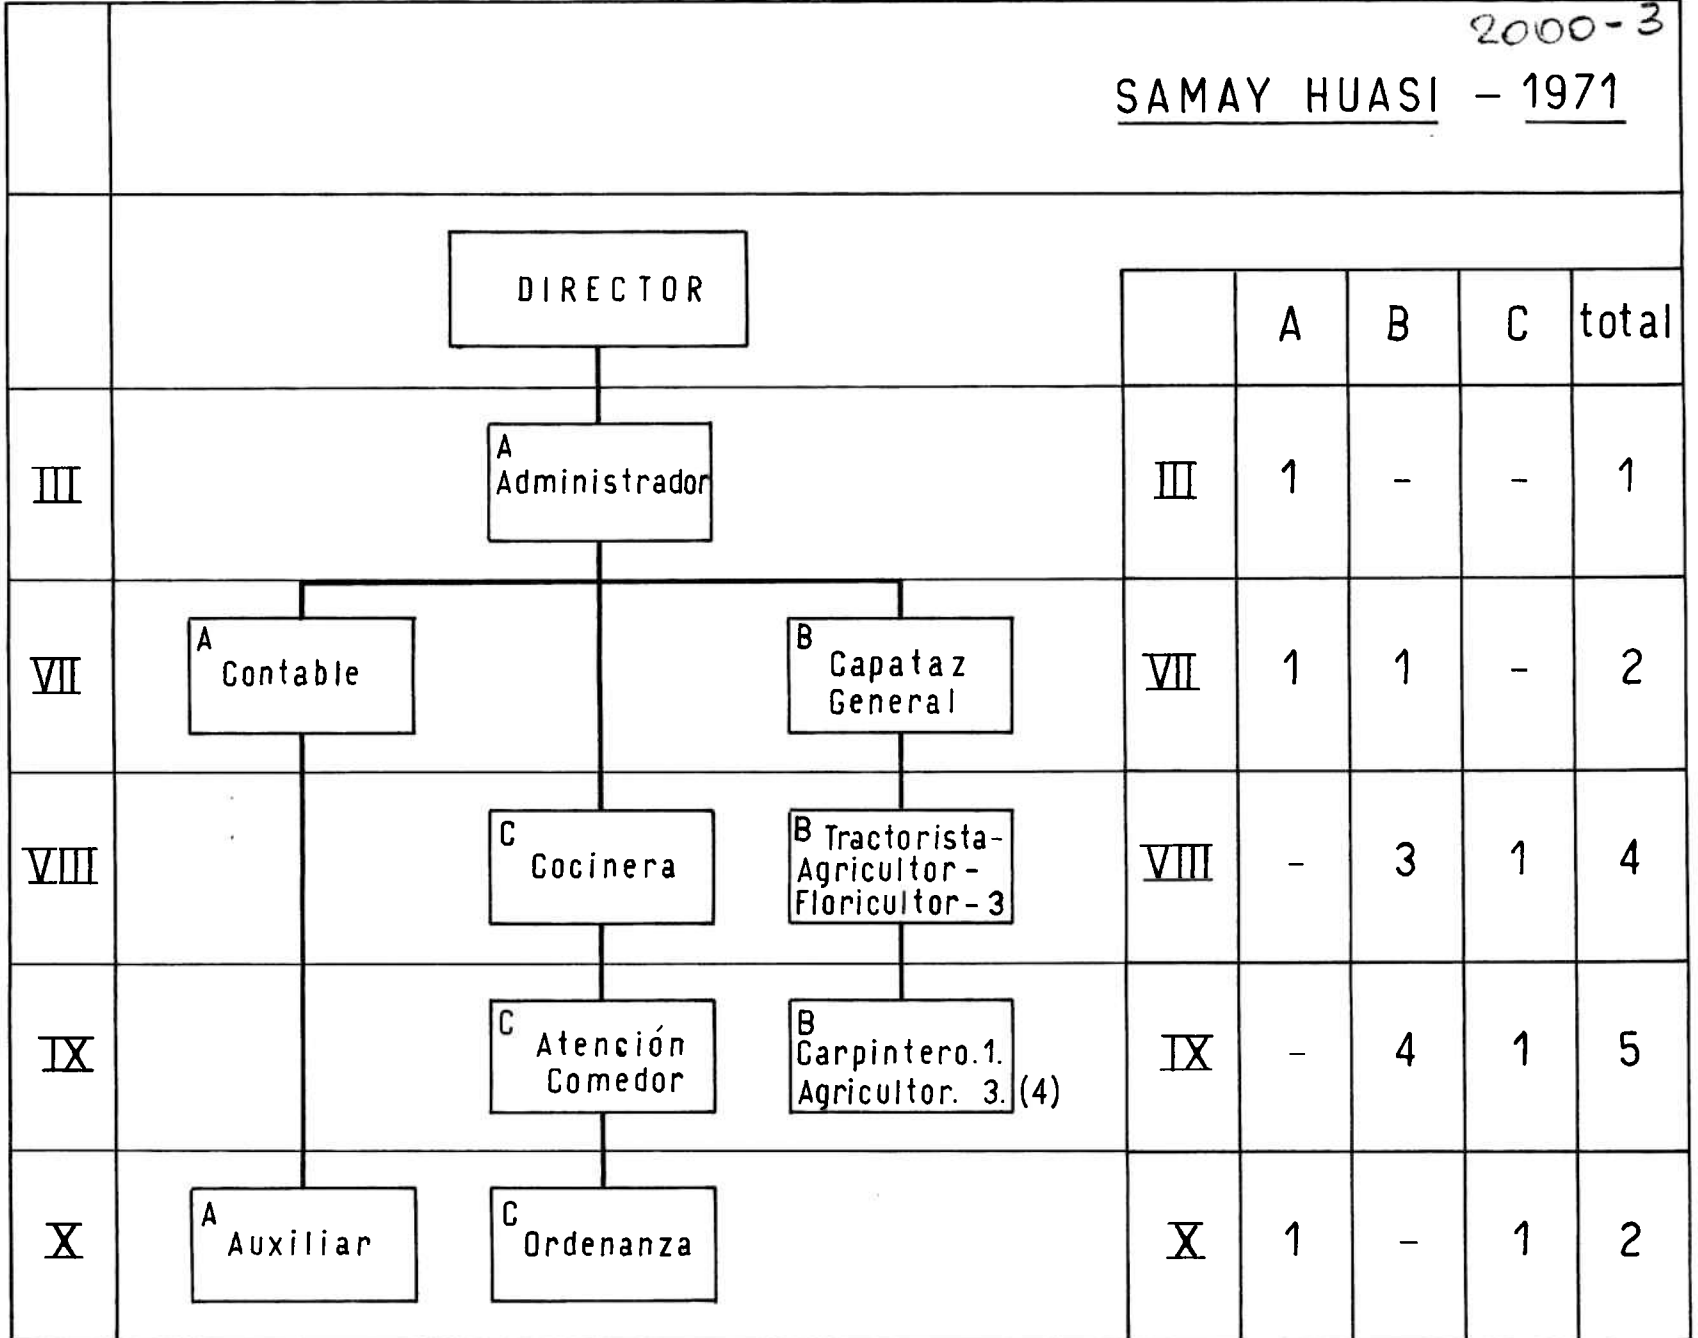 2000-3
SAMAY HUASI - 1971
DIRECTOR
A B C total
III
A
Administrador
III 1 - - 1
VII
A
Contable
B
Capataz
General
VII 1 1 - 2
VIII
C
Cocinera
B Tractorista-
Agricultor-
Floricultor-3
VIII - 3 1 4
IX
C
Atención
Comedor
B
Carpintero.1.
Agricultor. 3.(4)
IX - 4 1 5
X
A
Auxiliar
C
Ordenanza
X 1 - 1 2